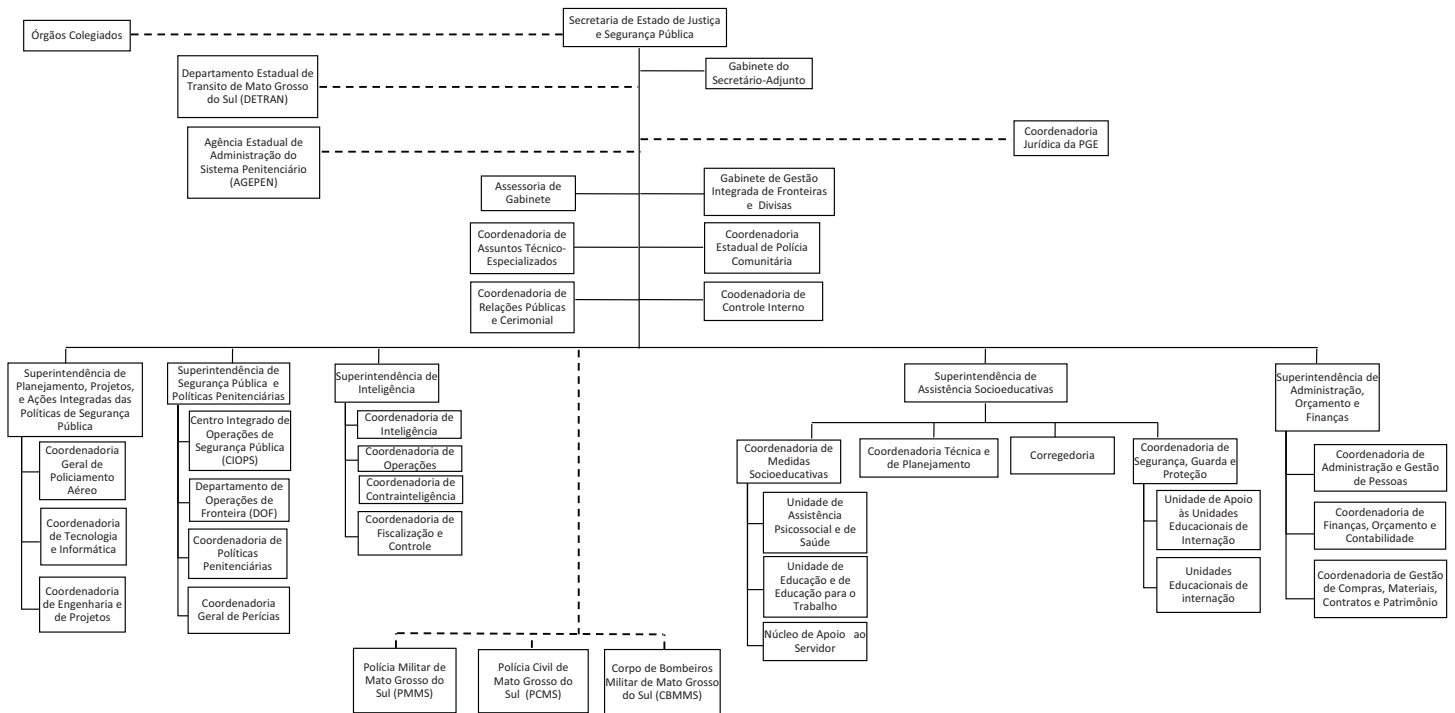 Secretaria de Estado de Justiça
e Segurança Pública
Órgãos Colegiados
Departamento Estadual de
Transito de Mato Grosso
do Sul (DETRAN)
Gabinete do
Secretário-Adjunto
Agência Estadual de
Administração do
Sistema Penitenciário
(AGEPEN)
Coordenadoria
Jurídica da PGE
Assessoria de
Gabinete
Gabinete de Gestão
Integrada de Fronteiras
e Divisas
Coordenadoria de
Assuntos Técnico-
Especializados
Coordenadoria
Estadual de Polícia
Comunitária
Coordenadoria de
Relações Públicas
e Cerimonial
Coodenadoria de
Controle Interno
Superintendência de
Planejamento, Projetos,
e Ações Integradas das
Políticas de Segurança
Pública
Coordenadoria
Geral de
Policiamento
Aéreo
Coordenadoria
de Tecnologia
e Informática
Coordenadoria
de Engenharia e
de Projetos
Superintendência de
Segurança Pública e
Políticas Penitenciárias
Centro Integrado de
Operações de
Segurança Pública
(CIOPS)
Departamento de
Operações de
Fronteira (DOF)
Coordenadoria de
Políticas
Penitenciárias
Coordenadoria
Geral de Perícias
Superintendência de
Inteligência
Coordenadoria de
Inteligência
Coordenadoria
de Operações
Coordenadoria
de Contrainteligência
Coordenadoria de
Fiscalização e
Controle
Superintendência de
Assistência Socioeducativas
Coordenadoria de
Medidas
Socioeducativas
Unidade de
Assistência
Psicossocial e de
Saúde
Unidade de
Educação e de
Educação para o
Trabalho
Núcleo de Apoio ao
Servidor
Coordenadoria Técnica e
de Planejamento
Corregedoria
Coordenadoria de
Segurança, Guarda e
Proteção
Unidade de Apoio
às Unidades
Educacionais de
Internação
Unidades
Educacionais de
internação
Superintendência de
Administração,
Orçamento e
Finanças
Coordenadoria de
Administração e Gestão
de Pessoas
Coordenadoria de
Finanças, Orçamento e
Contabilidade
Coordenadoria de Gestão
de Compras, Materiais,
Contratos e Patrimônio
Polícia Militar de
Mato Grosso do
Sul (PMMS)
Polícia Civil de
Mato Grosso do
Sul (PCMS)
Corpo de Bombeiros
Militar de Mato Grosso
do Sul (CBMMS)